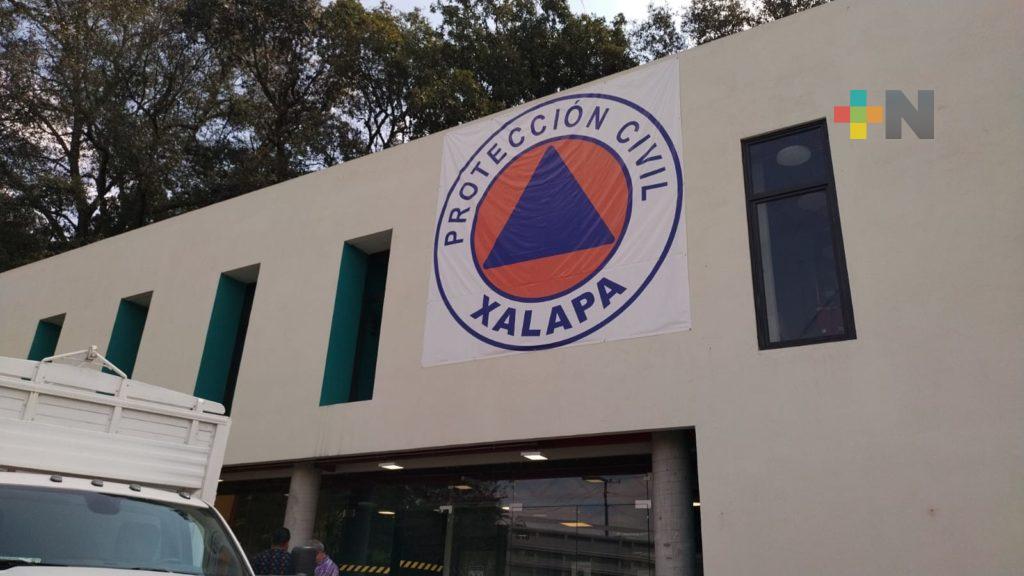 PROTECCIÓN CIVIL
XALAPA
+N